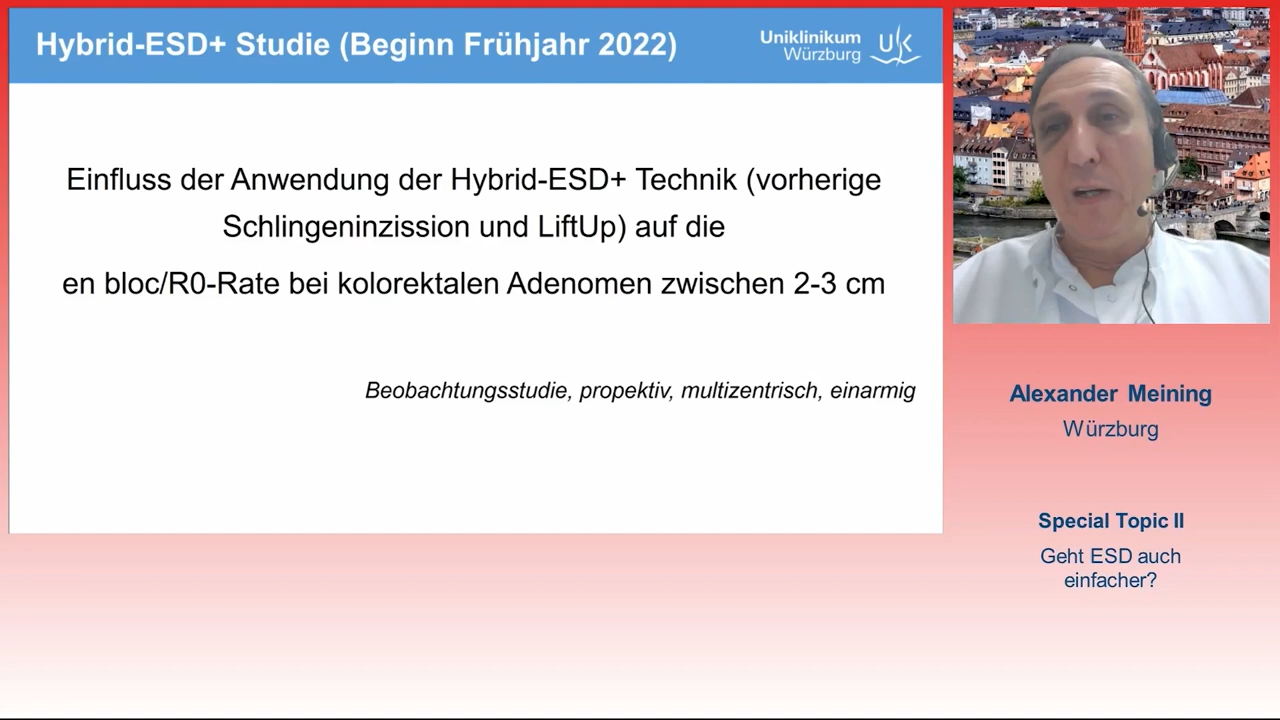 Hybrid-ESD+ Studie (Beginn Frühjahr 2022)
Uniklinikum
Würzburg
UK
Einfluss der Anwendung der Hybrid-ESD+ Technik (vorherige
Schlingeninzission und LiftUp) auf die
en bloc/R0-Rate bei kolorektalen Adenomen zwischen 2-3 cm
Beobachtungsstudie, propektiv, multizentrisch, einarmig
Alexander Meining
Würzburg
Special Topic II
Geht ESD auch
einfacher?